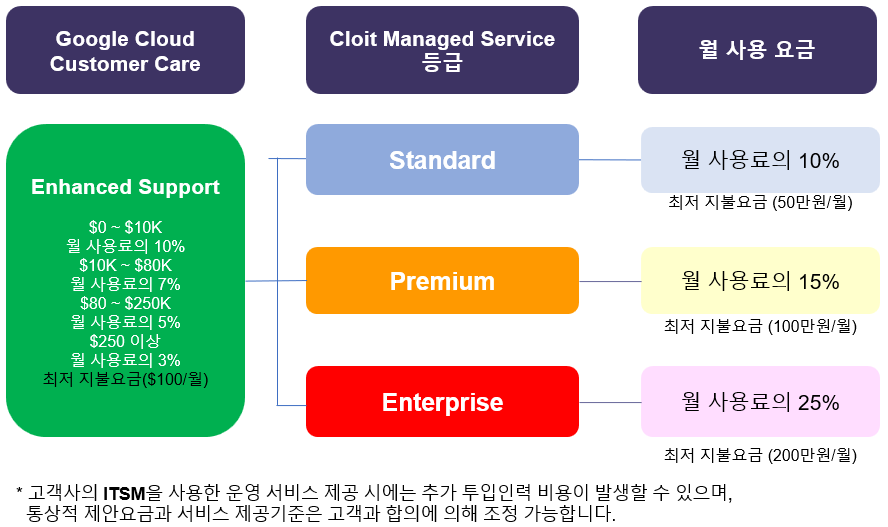 Google Cloud
Customer Care
Cloit Managed Service
등급
월 사용 요금
Enhanced Support
$0 ~ $10K
월 사용료의 10%
$10K ~ $80K
월 사용료의 7%
$80 ~ $250K
월 사용료의 5%
$250 이상
월 사용료의 3%
최저 지불요금($100/월)
Standard
월 사용료의 10%
최저 지불요금 (50만원/월)
Premium
월 사용료의 15%
최저 지불요금 (100만원/월)
Enterprise
월 사용료의 25%
최저 지불요금 (200만원/월)
* 고객사의 ITSM을 사용한 운영 서비스 제공 시에는 추가 투입인력 비용이 발생할 수 있으며,
통상적 제안요금과 서비스 제공기준은 고객과 합의에 의해 조정 가능합니다.